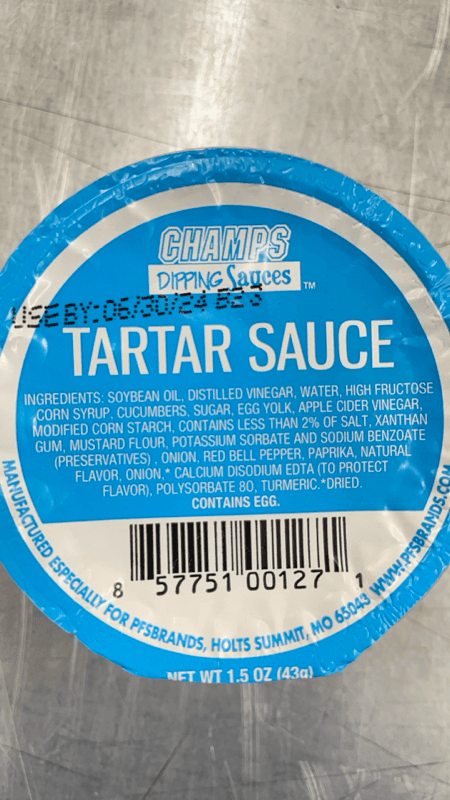 CHAMPS
DIPPING Sauces ™
USE BY: 06/30/24 B2 3
TARTAR SAUCE
INGREDIENTS: SOYBEAN OIL, DISTILLED VINEGAR, WATER, HIGH FRUCTOSE
CORN SYRUP, CUCUMBERS, SUGAR, EGG YOLK, APPLE CIDER VINEGAR,
MODIFIED CORN STARCH, CONTAINS LESS THAN 2% OF SALT, XANTHAN
GUM, MUSTARD FLOUR, POTASSIUM SORBATE AND SODIUM BENZOATE
(PRESERVATIVES) , ONION, RED BELL PEPPER, PAPRIKA, NATURAL
FLAVOR, ONION,* CALCIUM DISODIUM EDTA (TO PROTECT
FLAVOR), POLYSORBATE 80, TURMERIC.*DRIED.
CONTAINS EGG.
8 57751 00127 1
MANUFACTURED ESPECIALLY FOR PFSBRANDS, HOLTS SUMMIT, MO 65043 WWW.PFSBRANDS.COM
NET WT 1.5 OZ (43g)